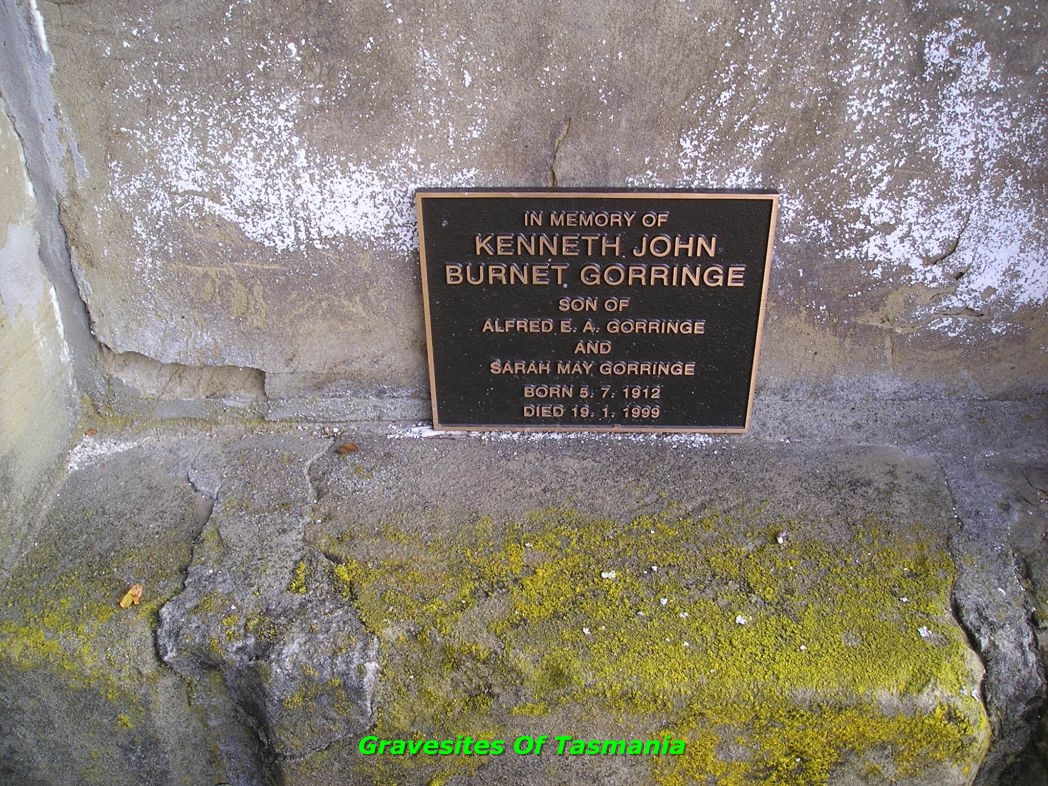 IN MEMORY OF
KENNETH JOHN
BURNET GORRINGE
SON OF
ALFRED E. A. GORRINGE
AND
SARAH MAY GORRINGE
BORN 5. 7. 1912
DIED 19. 1. 1999
Gravesites Of Tasmania